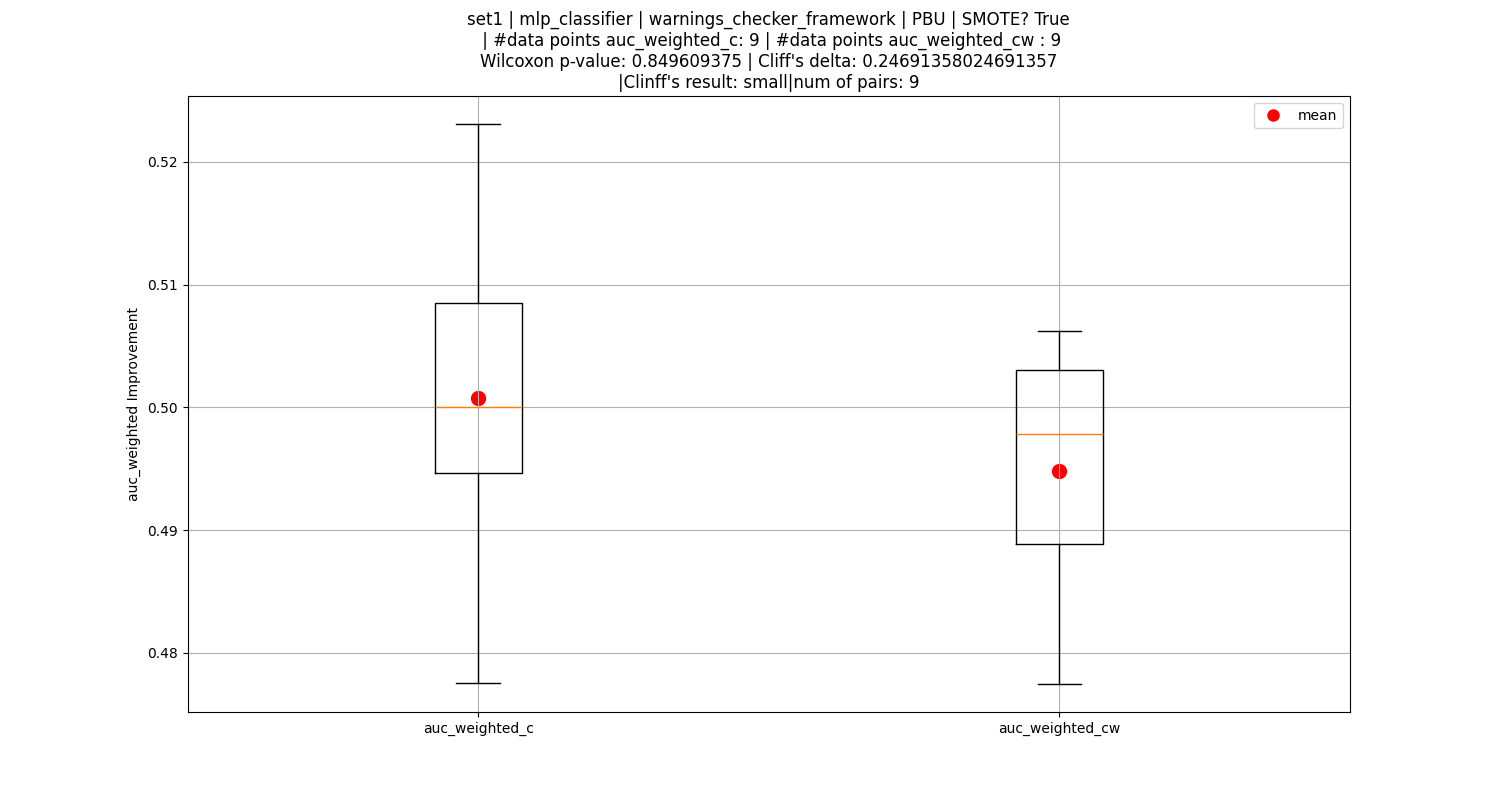 set1 | mlp_classifier | warnings_checker_framework | PBU | SMOTE? True
| #data points auc_weighted_c: 9 | #data points auc_weighted_cw : 9
Wilcoxon p-value: 0.849609375 | Cliff's delta: 0.24691358024691357
|Clinff's result: small|num of pairs: 9
mean
0.52
0.51
0.50
0.49
0.48
auc_weighted Improvement
auc_weighted_c
auc_weighted_cw